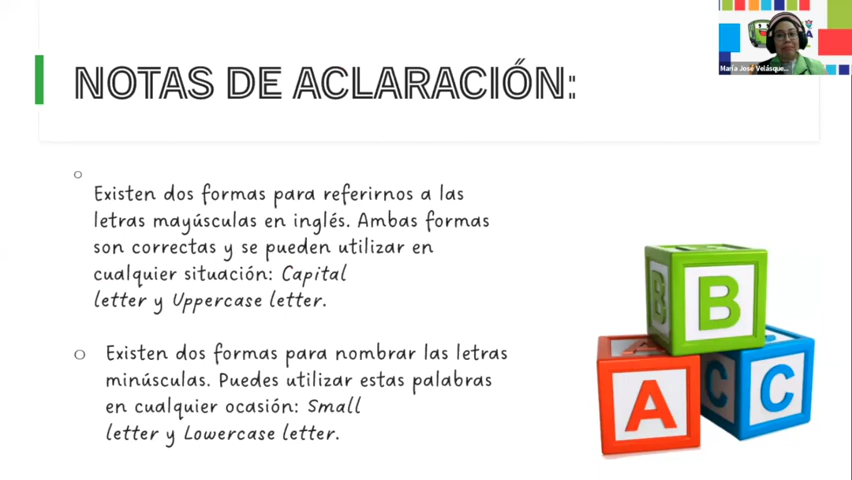 NOTAS DE ACLARACIÓN:
María José Velásque...
Existen dos formas para referirnos a las
letras mayúsculas en inglés. Ambas formas
son correctas y se pueden utilizar en
cualquier situación: Capital
letter y Uppercase letter.
Existen dos formas para nombrar las letras
minúsculas. Puedes utilizar estas palabras
en cualquier ocasión: Small
letter y Lowercase letter.
B B
A C C